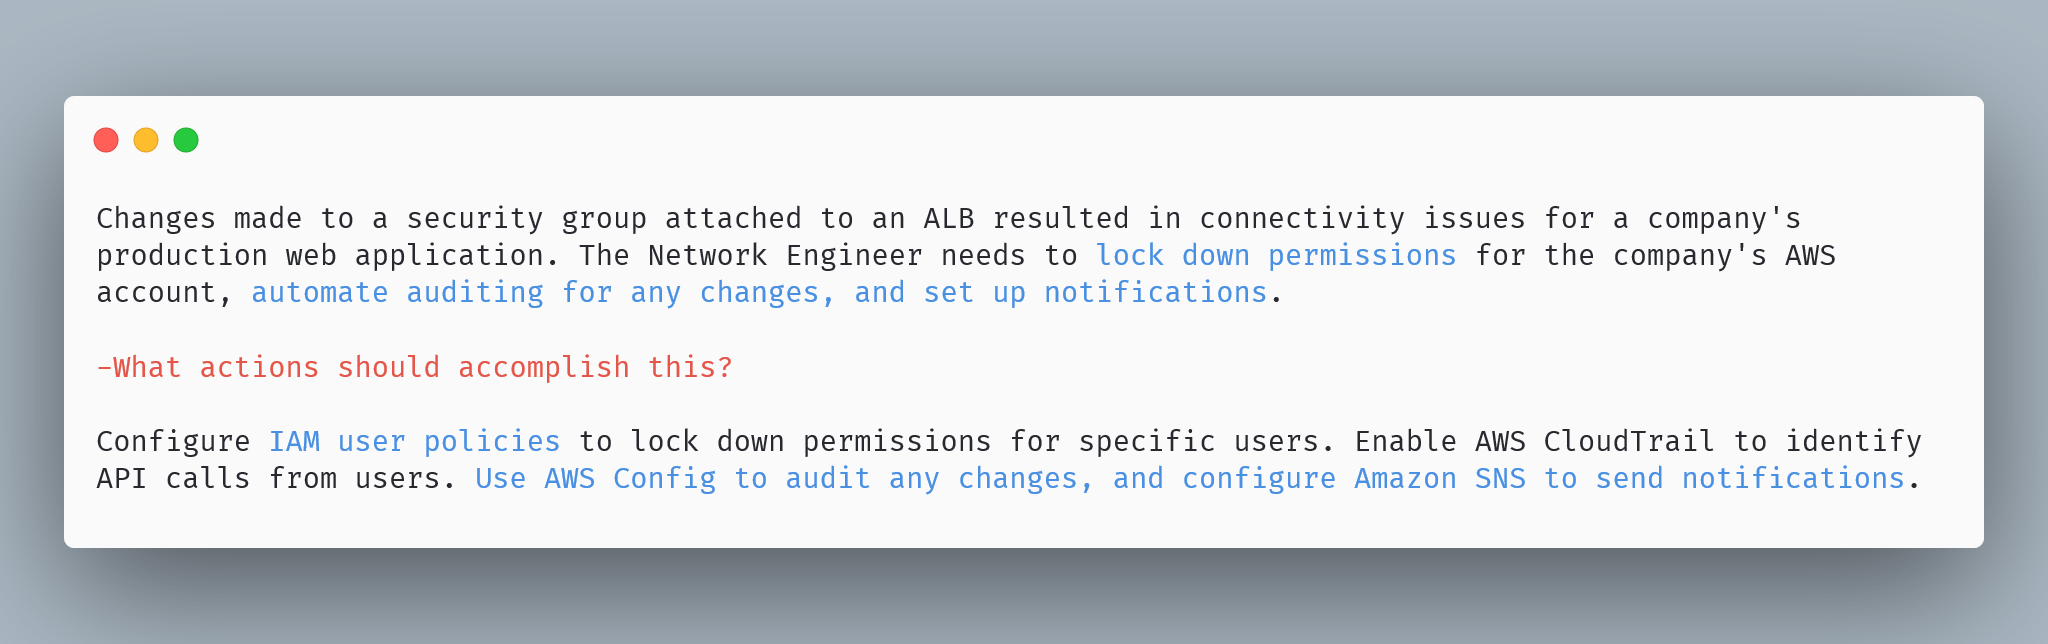 Changes made to a security group attached to an ALB resulted in connectivity issues for a company's
production web application. The Network Engineer needs to lock down permissions for the company's AWS
account, automate auditing for any changes, and set up notifications.
-What actions should accomplish this?
Configure IAM user policies to lock down permissions for specific users. Enable AWS CloudTrail to identify
API calls from users. Use AWS Config to audit any changes, and configure Amazon SNS to send notifications.